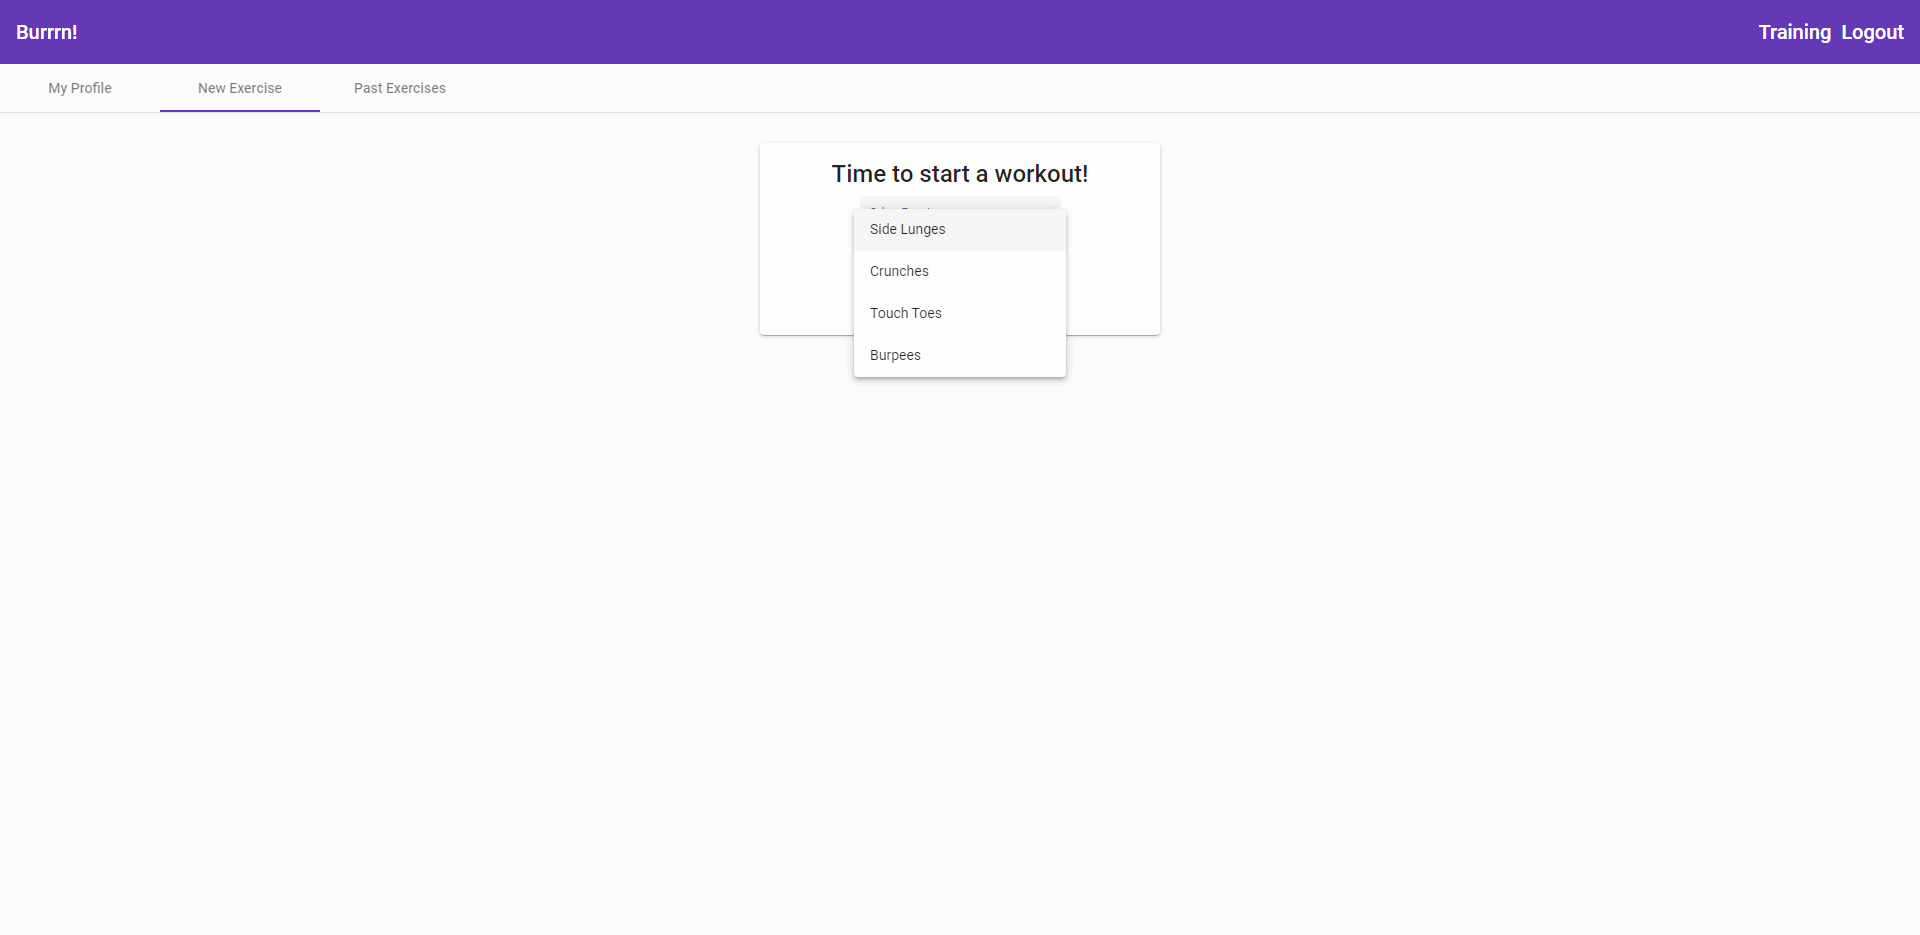 Burrrn!
Training Logout
My Profile New Exercise Past Exercises
Time to start a workout!
Side Lunges
Crunches
Touch Toes
Burpees